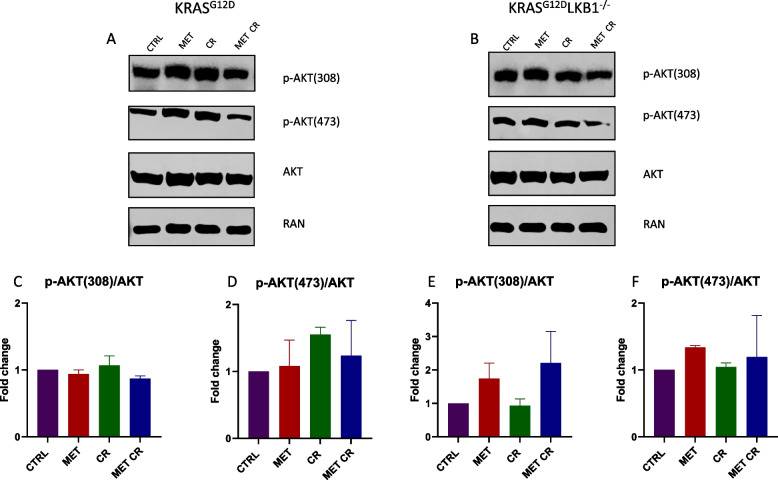 KRASG12D
KRASG12DLKB1-/-
A
CTRL
MET
CR
MET CR
p-AKT(308)
p-AKT(473)
AKT
RAN
B
CTRL
MET
CR
MET CR
p-AKT(308)
p-AKT(473)
AKT
RAN
C
p-AKT(308)/AKT
Fold change
2
1
0
CTRL
MET
CR
MET CR
D
p-AKT(473)/AKT
Fold change
2
1
0
CTRL
MET
CR
MET CR
E
p-AKT(308)/AKT
Fold change
4
3
2
1
0
CTRL
MET
CR
MET CR
F
p-AKT(473)/AKT
Fold change
2
1
0
CTRL
MET
CR
MET CR